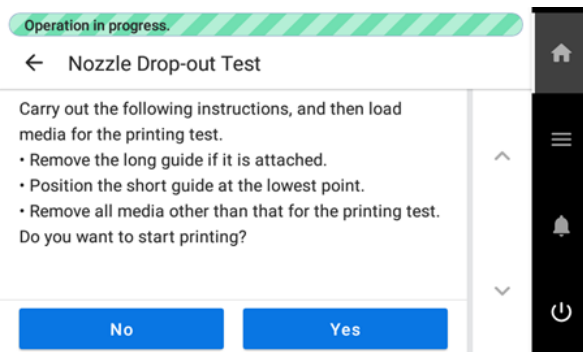 Operation in progress.
Nozzle Drop-out Test
Carry out the following instructions, and then load
media for the printing test.
• Remove the long guide if it is attached.
• Position the short guide at the lowest point.
• Remove all media other than that for the printing test.
Do you want to start printing?
No
Yes